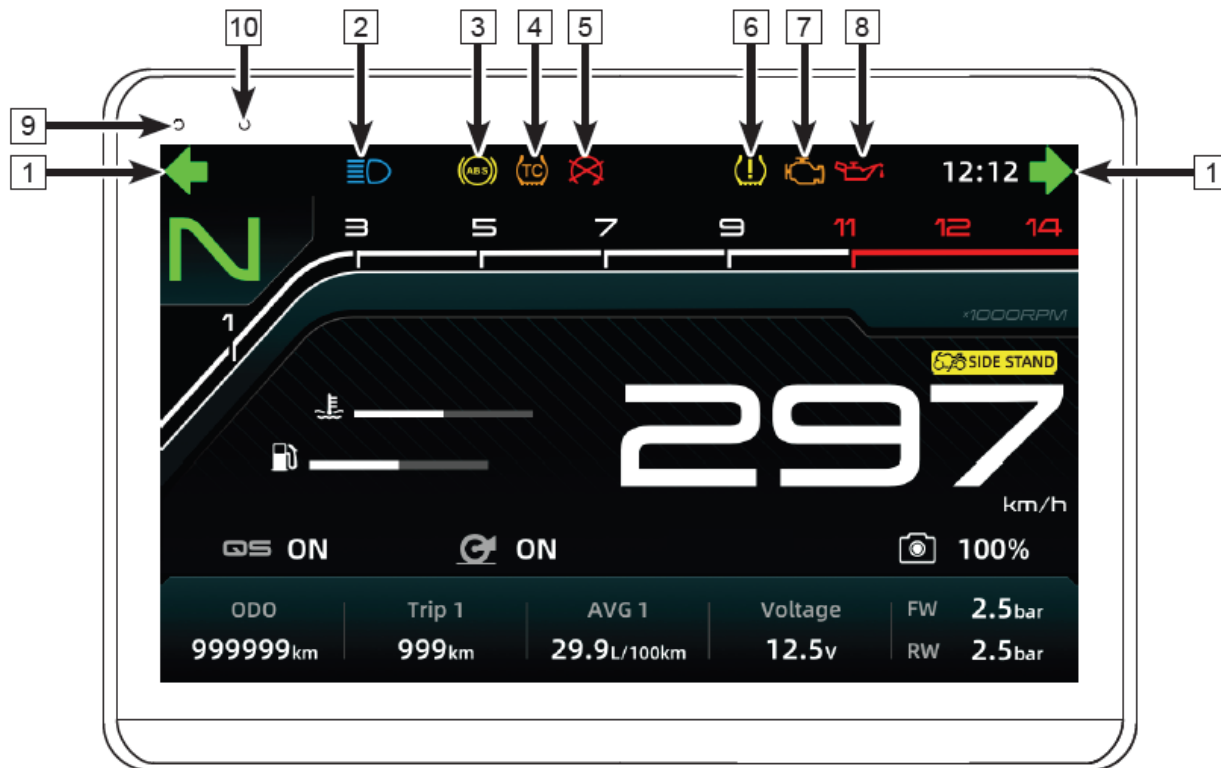 10 2 3 4 5 6 7 8
9
1 1
ABS TC 12:12
N
3 5 7 9 11 12 14
1
×1000RPM
SIDE STAND
297
km/h
QS ON ON 100%
ODO Trip 1 AVG 1 Voltage FW 2.5bar
999999km 999km 29.9L/100km 12.5v RW 2.5bar